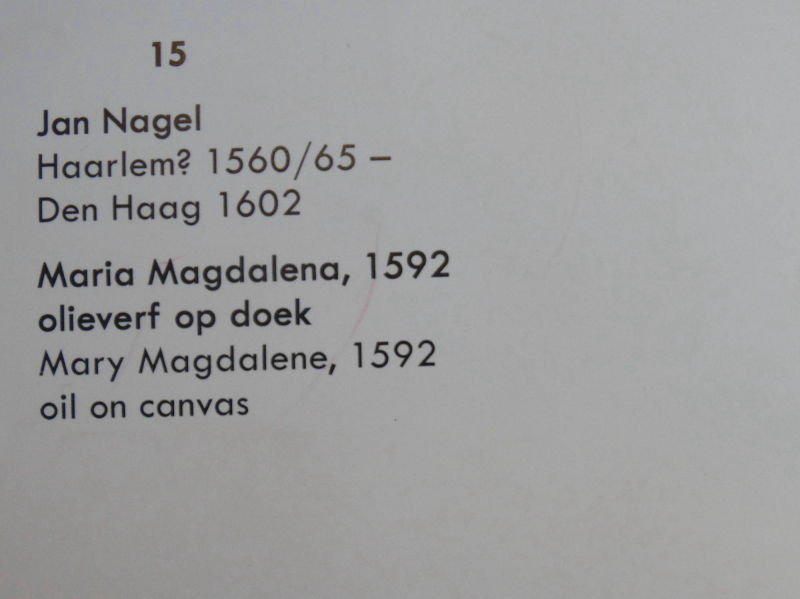 15
Jan Nagel
Haarlem? 1560/65 –
Den Haag 1602
Maria Magdalena, 1592
olieverf op doek
Mary Magdalene, 1592
oil on canvas